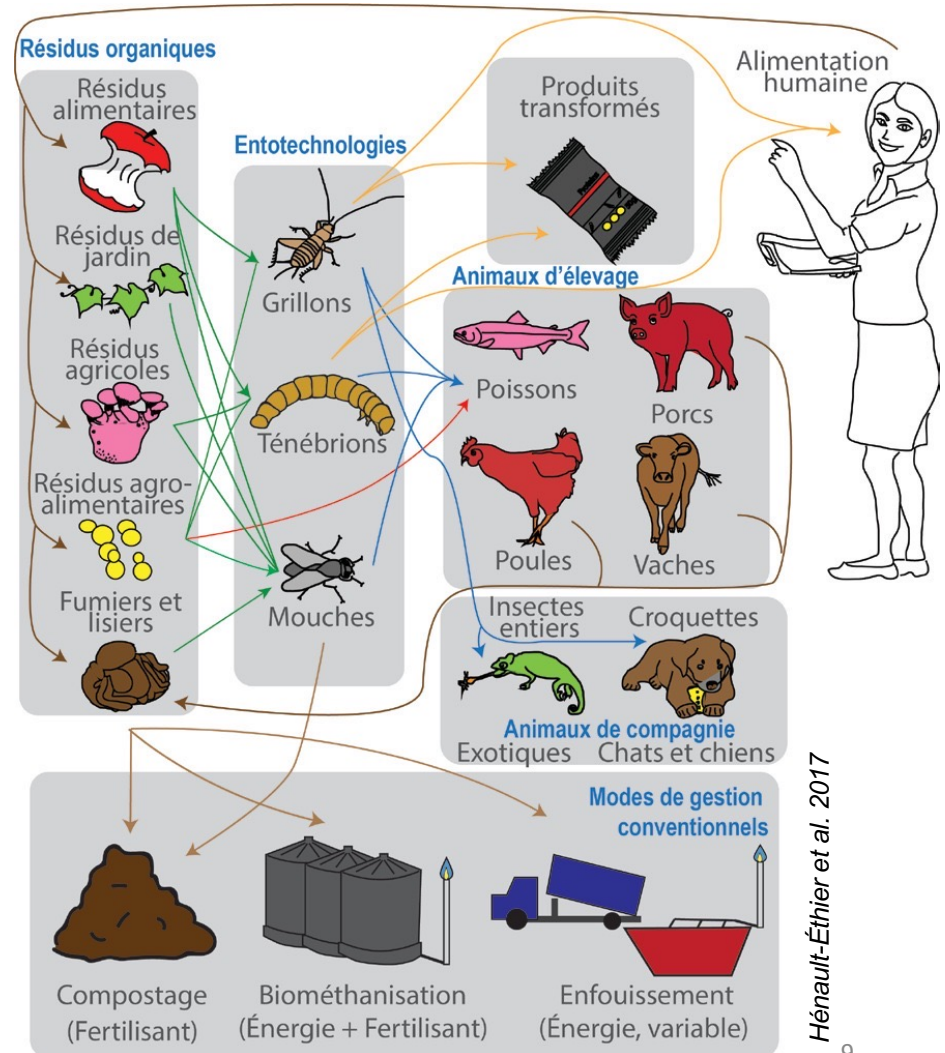 Résidus organiques
Résidus
alimentaires
Résidus de
jardin
Résidus
agricoles
Résidus agro-
alimentaires
Fumiers et
lisiers
Entotechnologies
Grillons
Ténébrions
Mouches
Produits
transformés
Protéines
Alimentation
humaine
Animaux d’élevage
Poissons
Porcs
Poules
Vaches
Insectes
entiers
Croquettes
Animaux de compagnie
Exotiques
Chats et chiens
Modes de gestion
conventionnels
Compostage
(Fertilisant)
Biométhanisation
(Énergie + Fertilisant)
Enfouissement
(Énergie, variable)
Hénault-Éthier et al. 2017
9